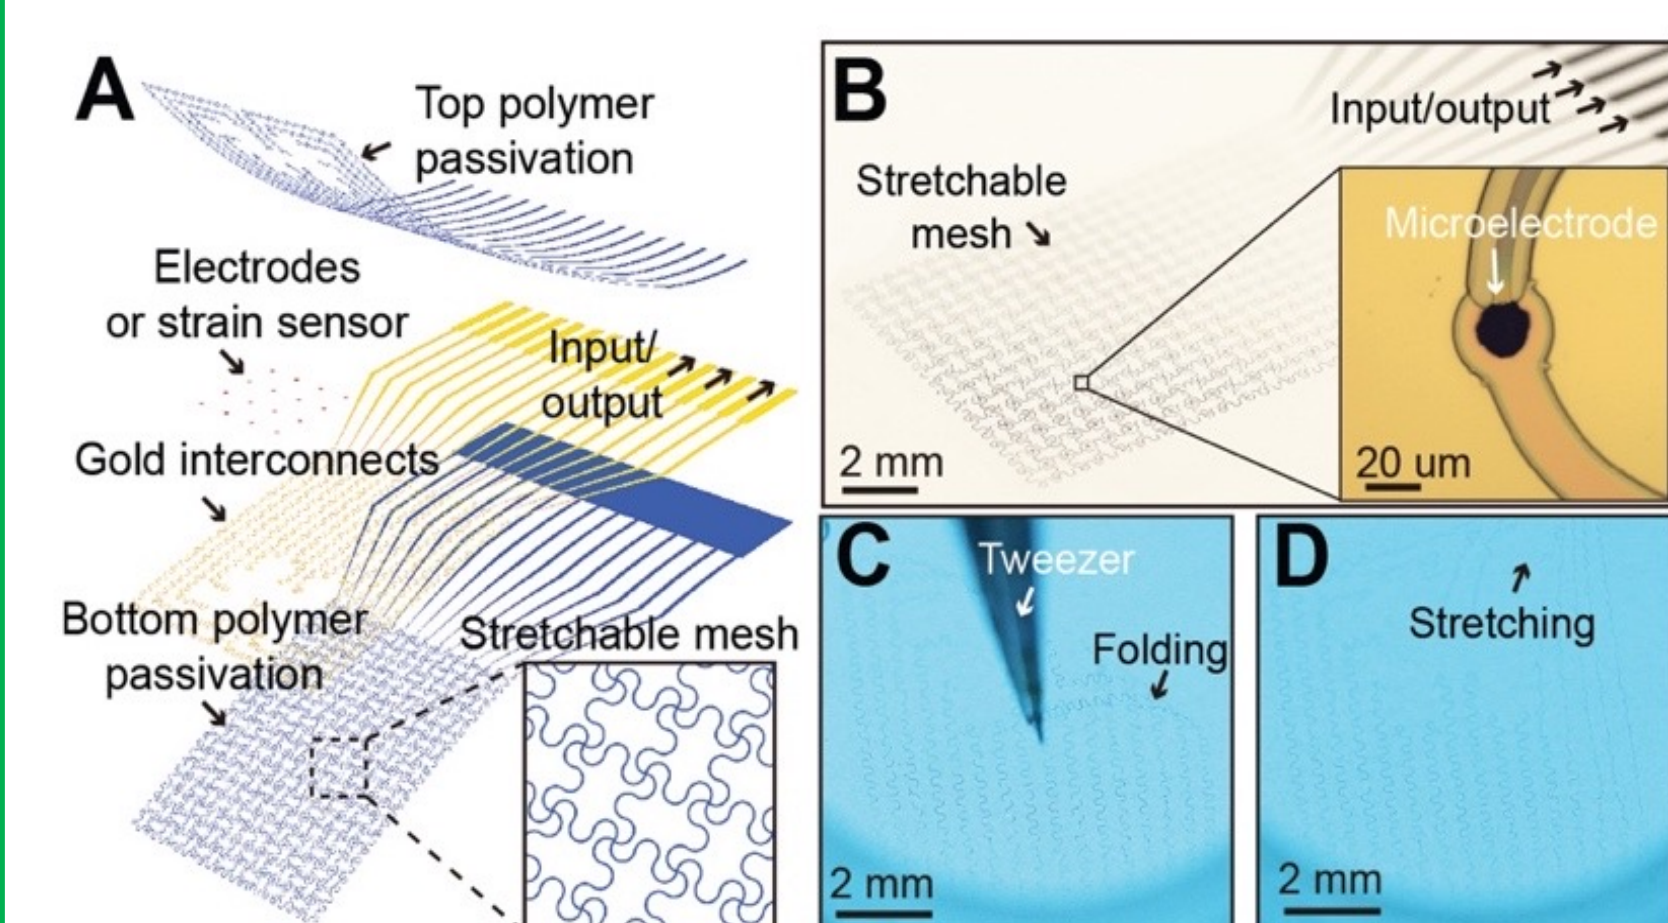 A
Top polymer
passivation
Electrodes
or strain sensor
Input/
output
Gold interconnects
Bottom polymer
passivation
Stretchable mesh
B
Input/output
Stretchable
mesh
Microelectrode
2 mm
20 um
C
Tweezer
Folding
2 mm
D
Stretching
2 mm